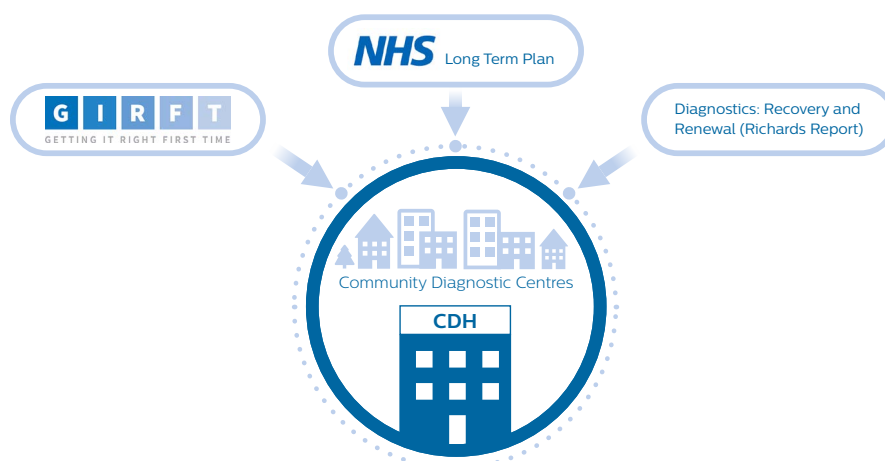 NHS Long Term Plan
GIRFT
GETTING IT RIGHT FIRST TIME
Diagnostics: Recovery and
Renewal (Richards Report)
Community Diagnostic Centres
CDH